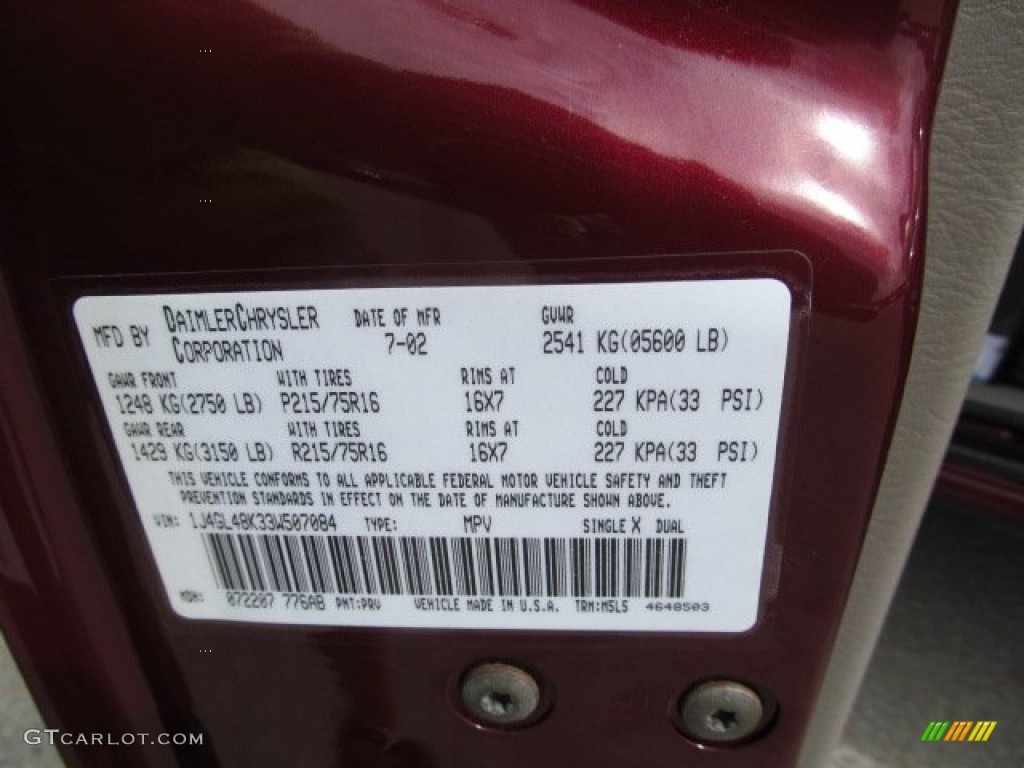 MFD BY DAIMLERCHRYSLER CORPORATION DATE OF MFR 7-02 GVWR 2541 KG(05600 LB)
GAWR FRONT WITH TIRES RIMS AT COLD
1248 KG(2750 LB) P215/75R16 16X7 227 KPA(33 PSI)
GAWR REAR WITH TIRES RIMS AT COLD
1429 KG(3150 LB) R215/75R16 16X7 227 KPA(33 PSI)
THIS VEHICLE CONFORMS TO ALL APPLICABLE FEDERAL MOTOR VEHICLE SAFETY AND THEFT
PREVENTION STANDARDS IN EFFECT ON THE DATE OF MANUFACTURE SHOWN ABOVE.
VIN: 1J4GL48K33W507084 TYPE: MPV SINGLE X DUAL
MDH: 072207 776AB PNT:PRV VEHICLE MADE IN U.S.A. TRM:MSL5 4648503
GTCARLOT.COM